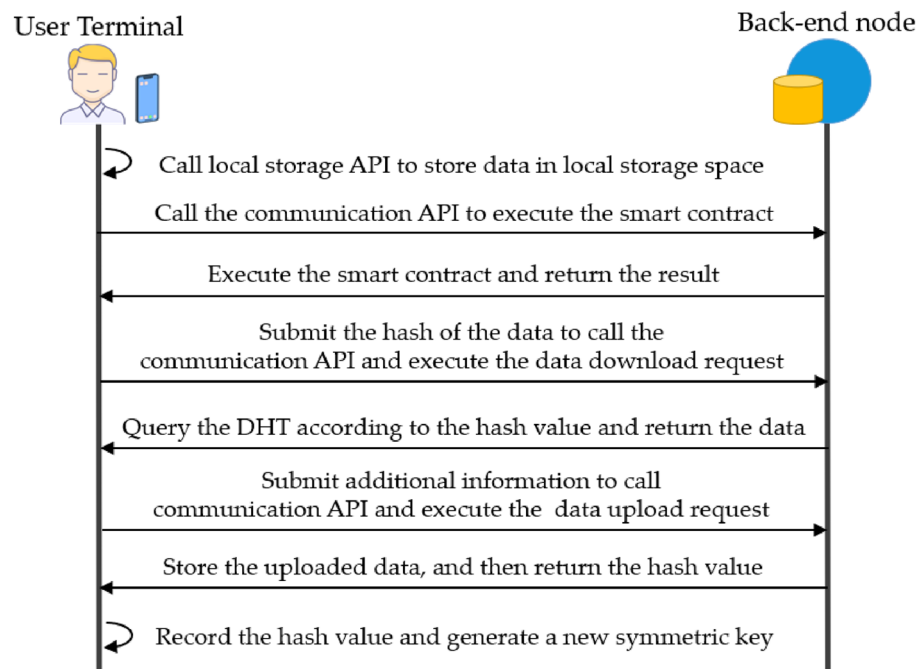 User Terminal
Back-end node
Call local storage API to store data in local storage space
Call the communication API to execute the smart contract
Execute the smart contract and return the result
Submit the hash of the data to call the
communication API and execute the data download request
Query the DHT according to the hash value and return the data
Submit additional information to call
communication API and execute the data upload request
Store the uploaded data, and then return the hash value
Record the hash value and generate a new symmetric key